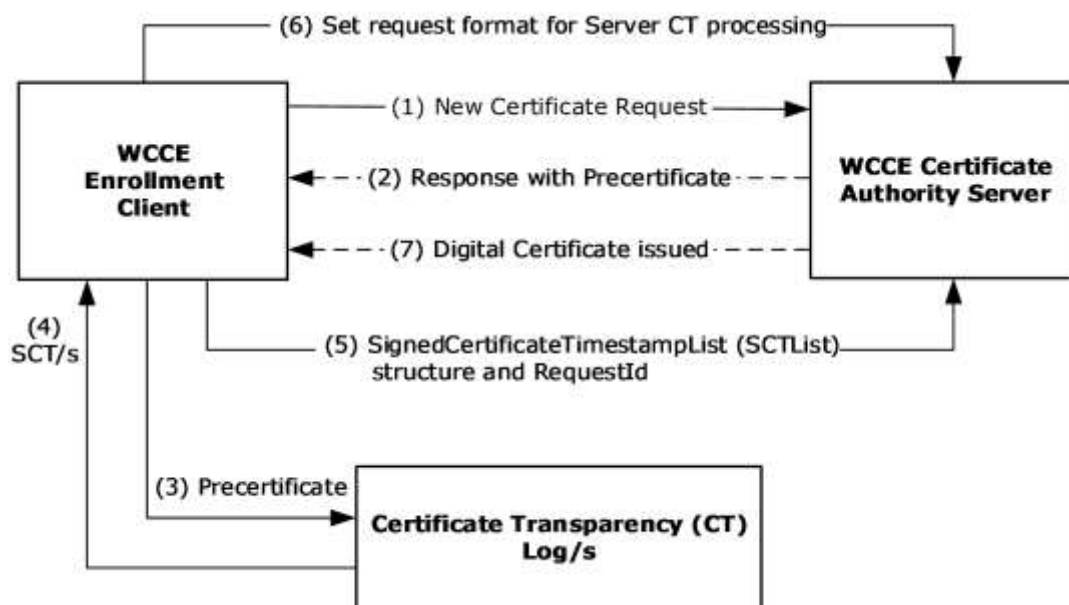 (6) Set request format for Server CT processing
WCCE
Enrollment
Client
(1) New Certificate Request
(2) Response with Precertificate
(7) Digital Certificate issued
WCCE Certificate
Authority Server
(4)
SCT/s
(5) SignedCertificateTimestampList (SCTList)
structure and RequestId
(3) Precertificate
Certificate Transparency (CT)
Log/s